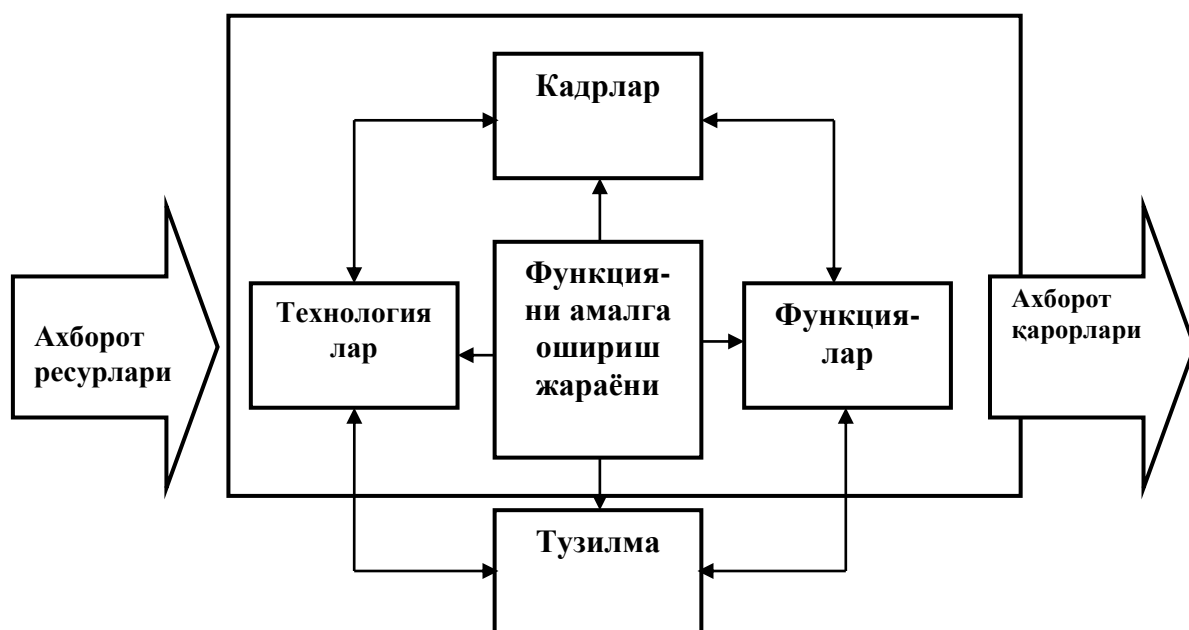 Кадрлар
Функция-
ни амалга
ошириш
жараёни
Технология
лар
Функция-
лар
Ахборот
ресурлари
Ахборот
қарорлари
Тузилма